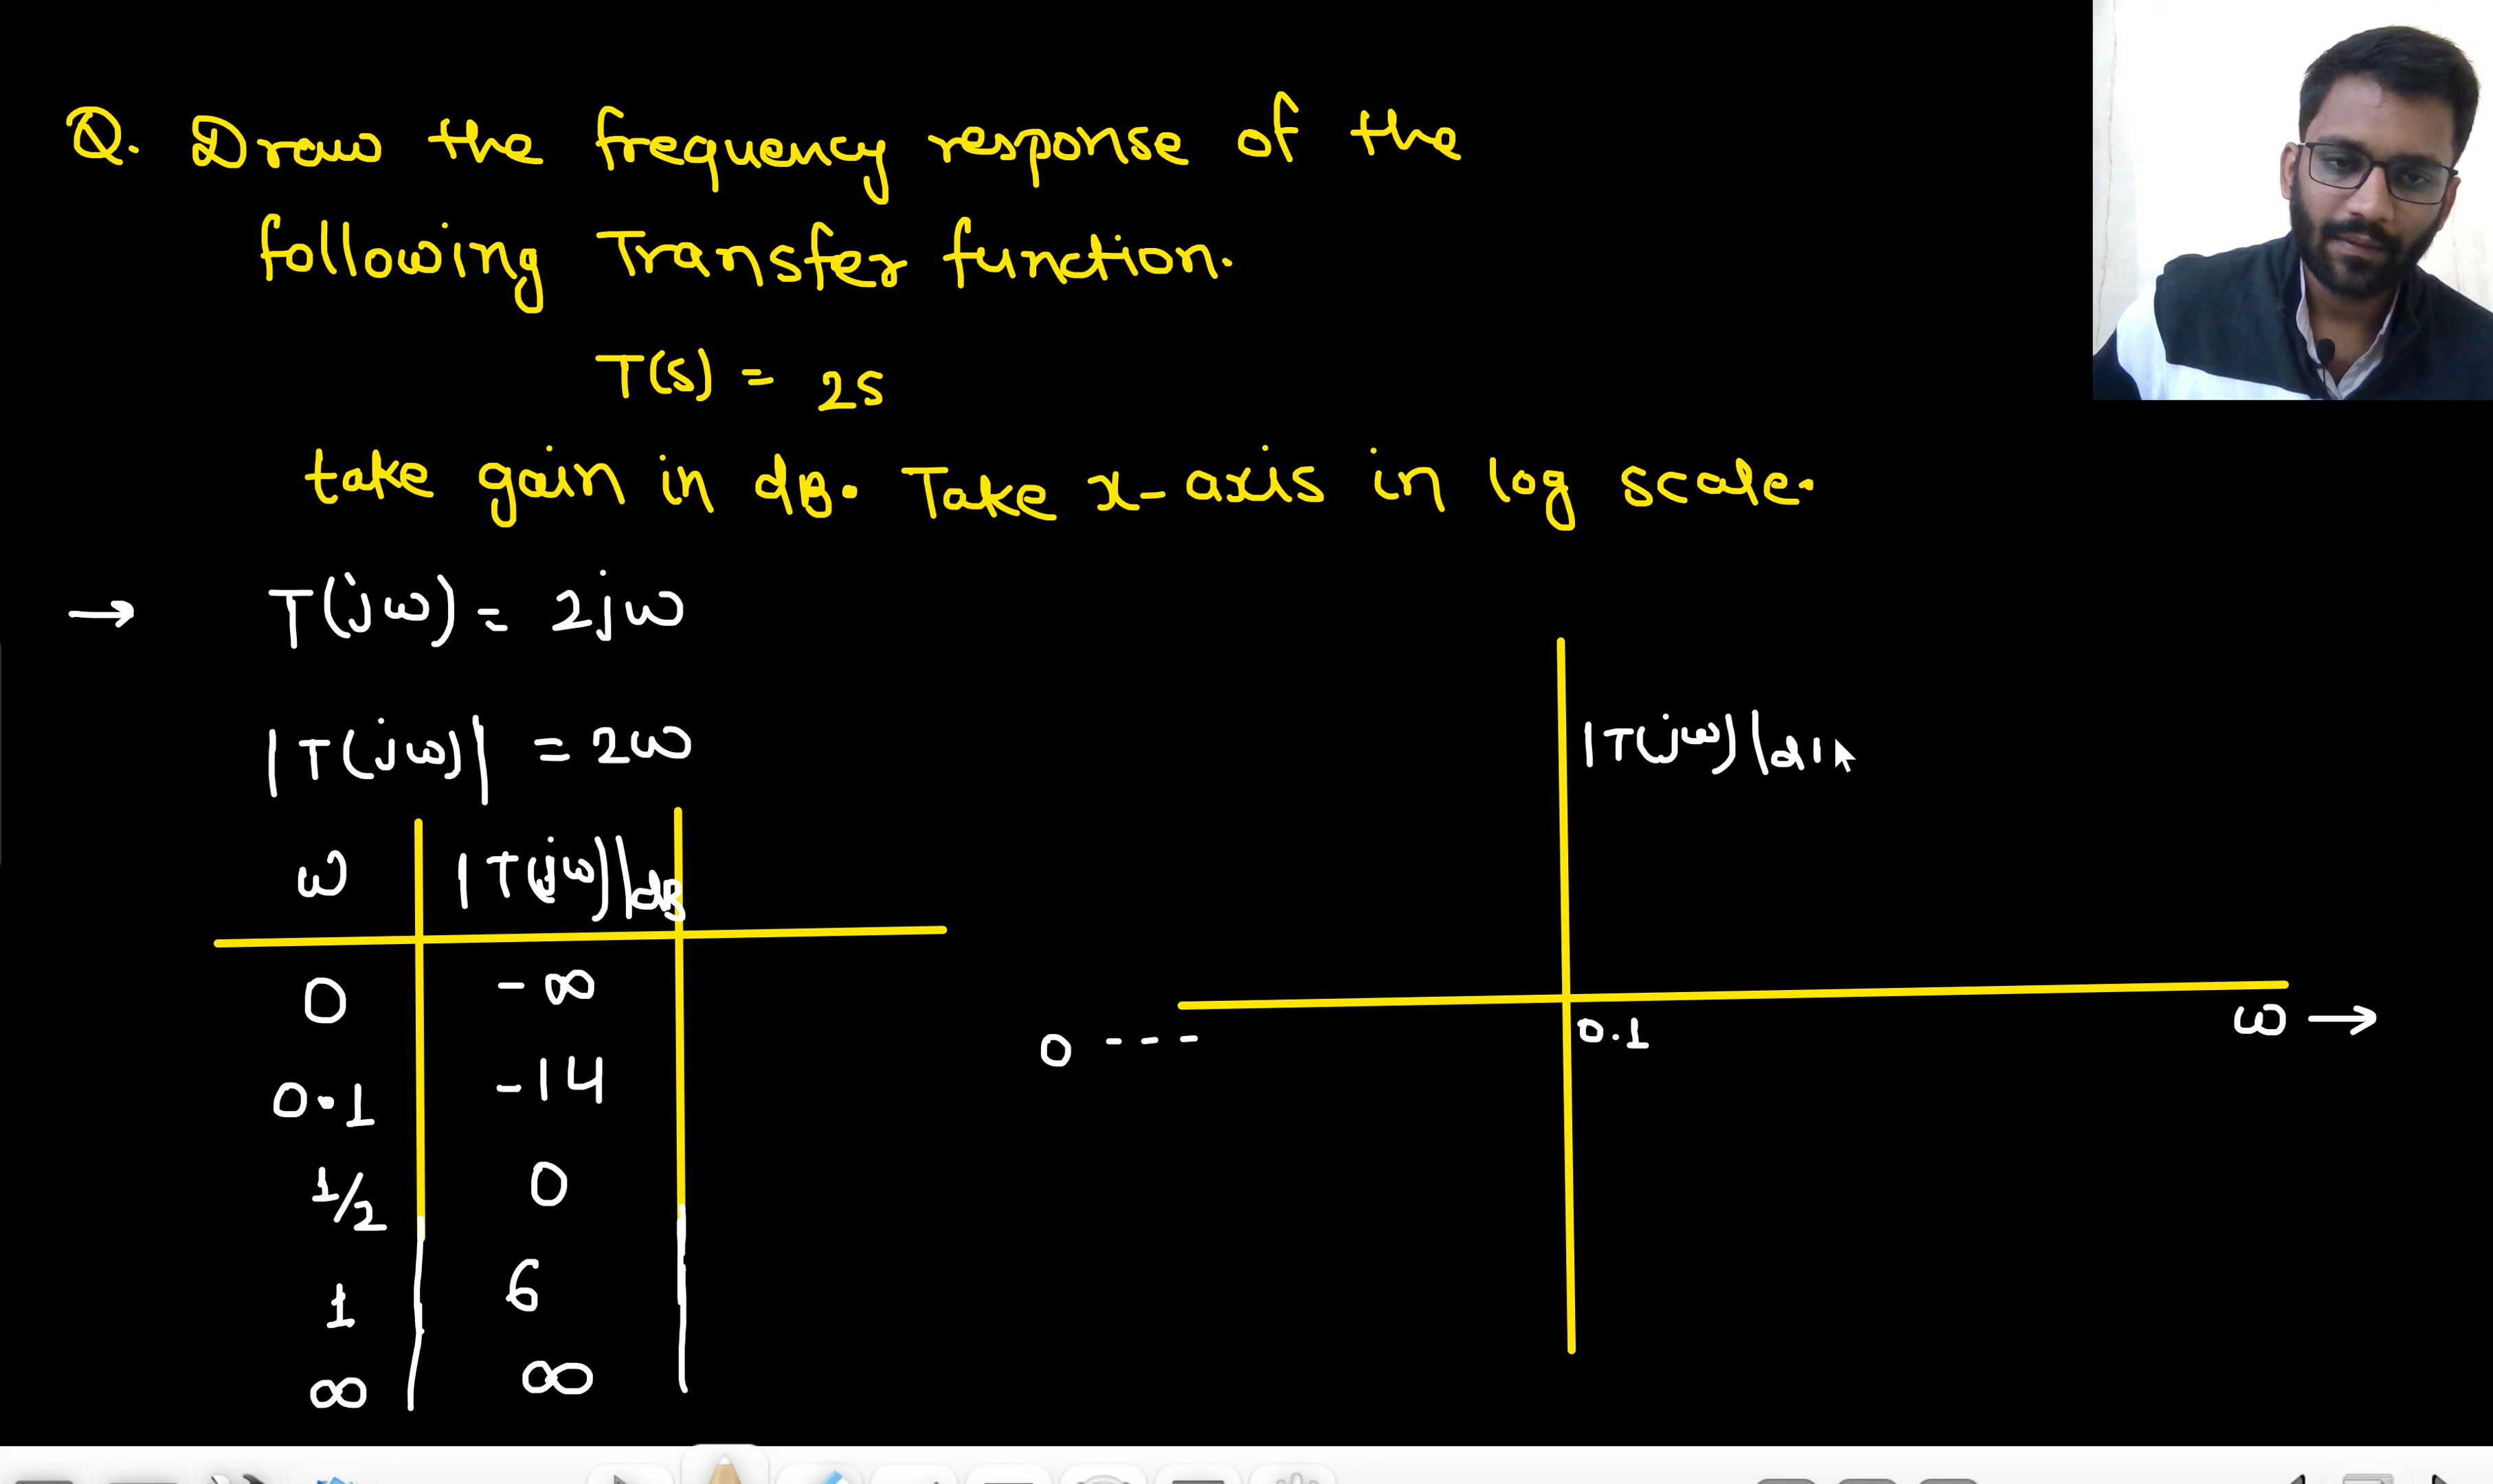 Q. Draw the frequency response of the
following Transfer function.
T(s) = 2s
take gain in dB. Take x-axis in log scale.
→ T(jω) = 2jω
|T(jω)| = 2ω
ω |T(jω)|dB
0 -∞
0.1 -14
1/2 0
1 6
∞ ∞
|T(jω)|
0 --- 0.1 ω →